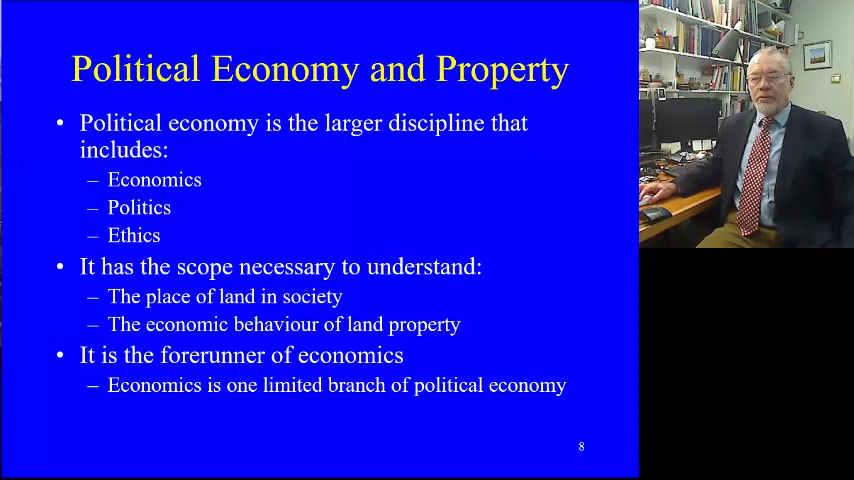 Political Economy and Property
• Political economy is the larger discipline that
includes:
– Economics
– Politics
– Ethics
• It has the scope necessary to understand:
– The place of land in society
– The economic behaviour of land property
• It is the forerunner of economics
– Economics is one limited branch of political economy
8